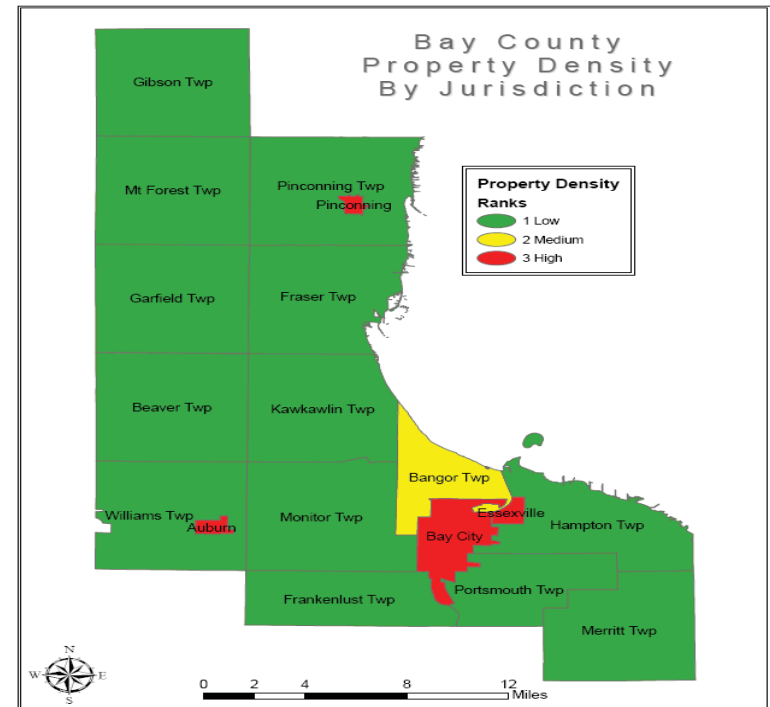 Bay County
Property Density
By Jurisdiction
Gibson Twp
Mt Forest Twp
Pinconning Twp
Pinconning
Property Density
Ranks
1 Low
2 Medium
3 High
Garfield Twp
Fraser Twp
Beaver Twp
Kawkawlin Twp
Bangor Twp
Williams Twp
Auburn
Monitor Twp
Essexville
Hampton Twp
Bay City
Frankenlust Twp
Portsmouth Twp
Merritt Twp
N
W
E
S
0 2 4 8 12
Miles